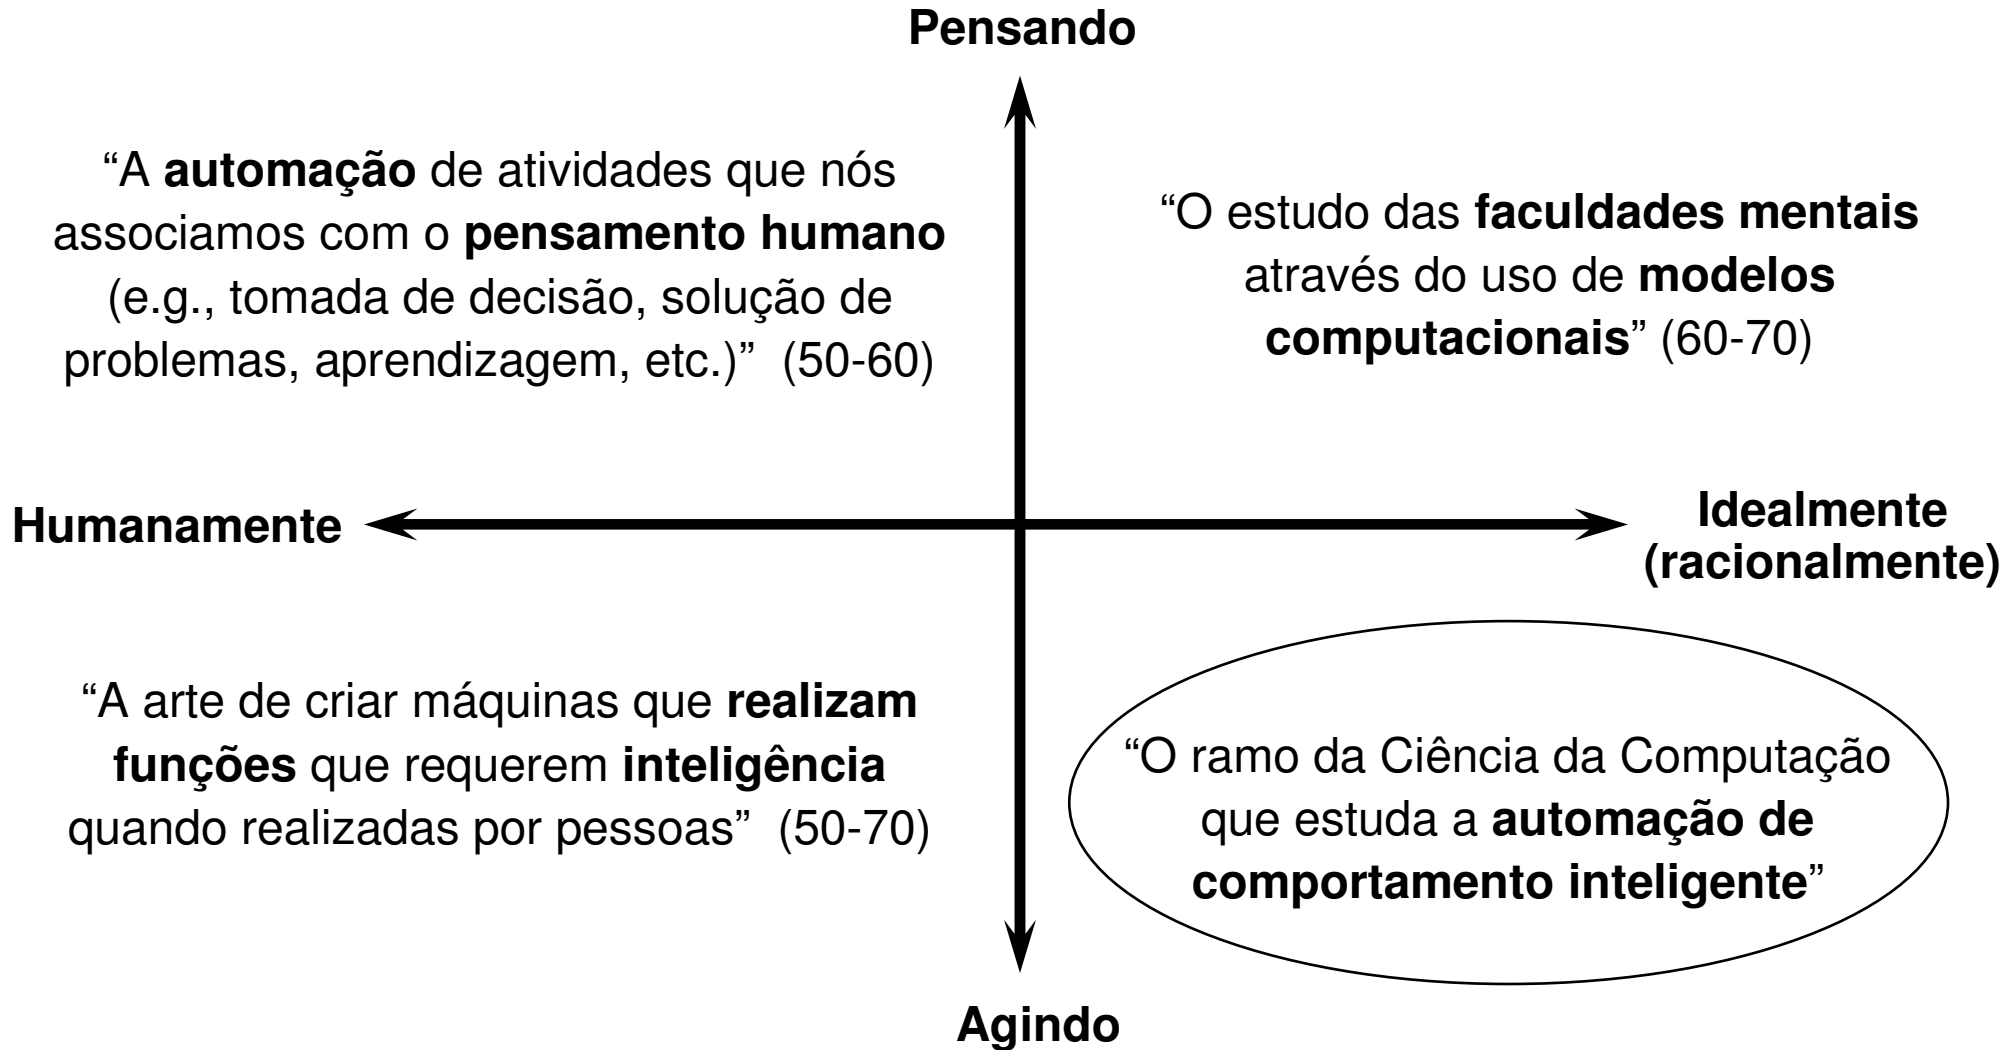 Pensando
“A automação de atividades que nós
associamos com o pensamento humano
(e.g., tomada de decisão, solução de
problemas, aprendizagem, etc.)” (50-60)
“O estudo das faculdades mentais
através do uso de modelos
computacionais” (60-70)
Humanamente
Idealmente
(racionalmente)
“A arte de criar máquinas que realizam
funções que requerem inteligência
quando realizadas por pessoas” (50-70)
“O ramo da Ciência da Computação
que estuda a automação de
comportamento inteligente”
Agindo